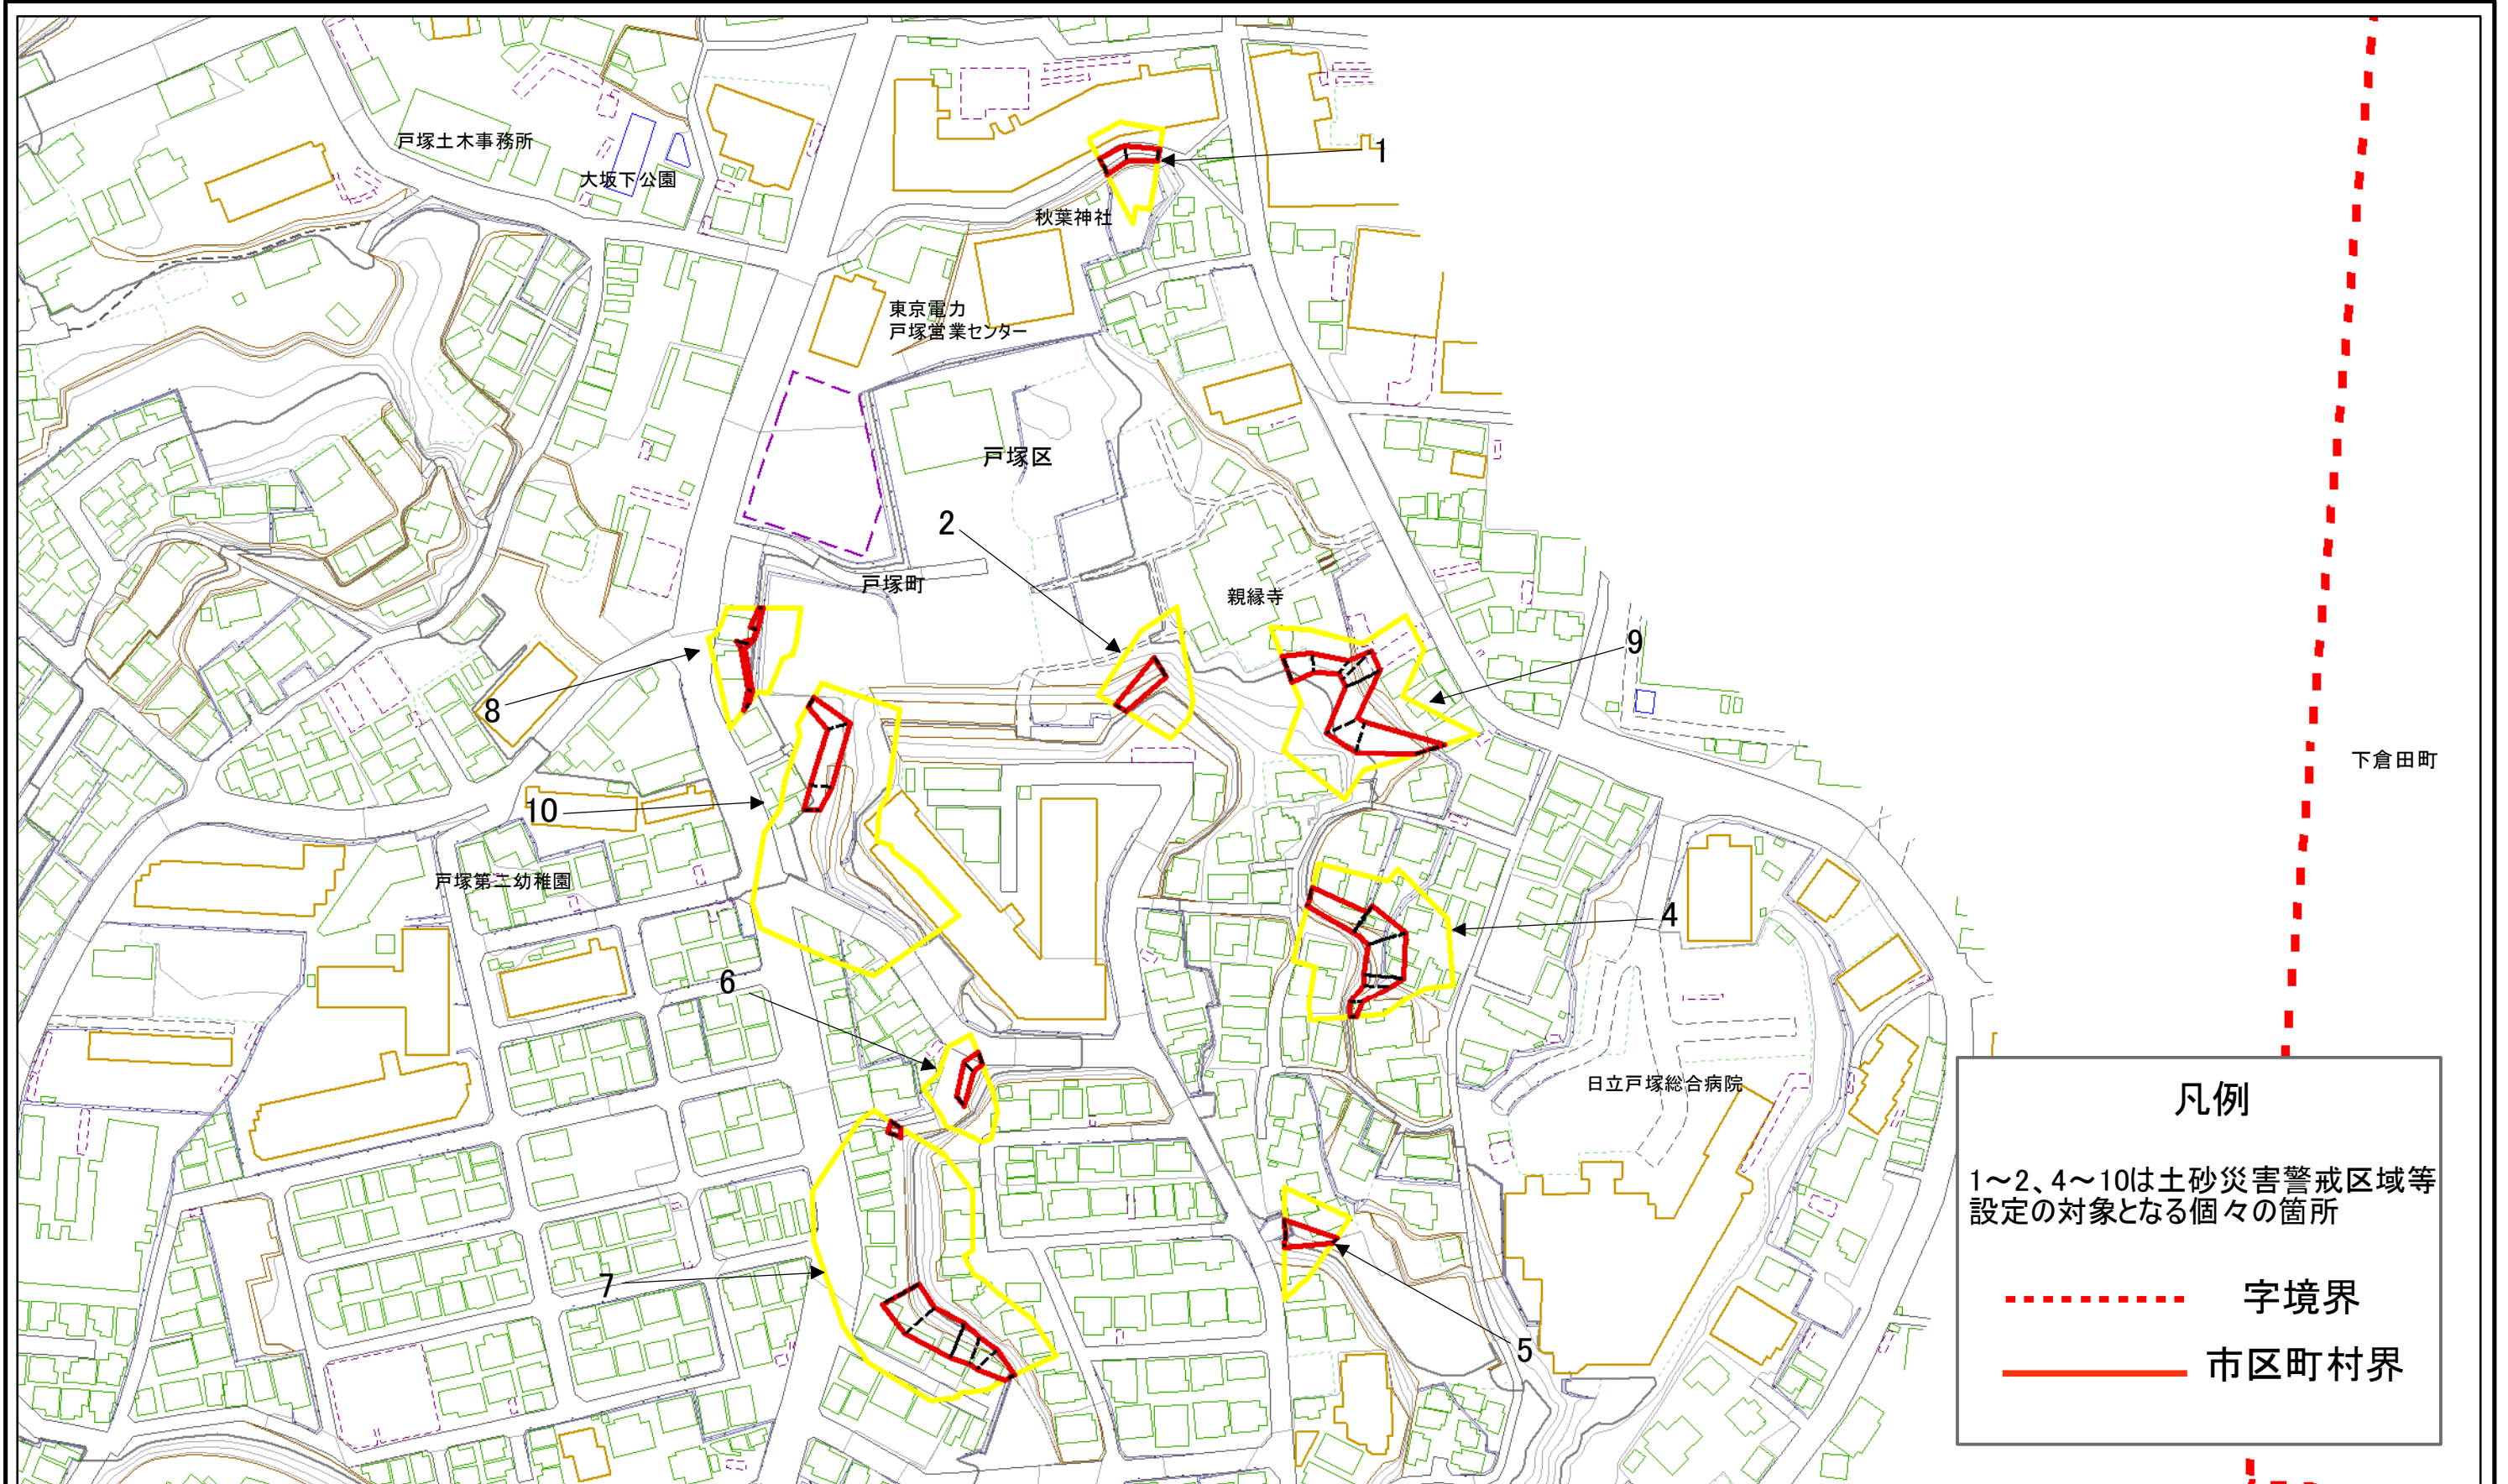 戸塚土木事務所
大坂下公園
1
秋葉神社
東京電力
戸塚営業センター
戸塚区
2
戸塚町
親縁寺
9
8
下倉田町
10
戸塚第二幼稚園
4
6
日立戸塚総合病院
7
5
凡例
1～2、4～10は土砂災害警戒区域等
設定の対象となる個々の箇所
字境界
市区町村界